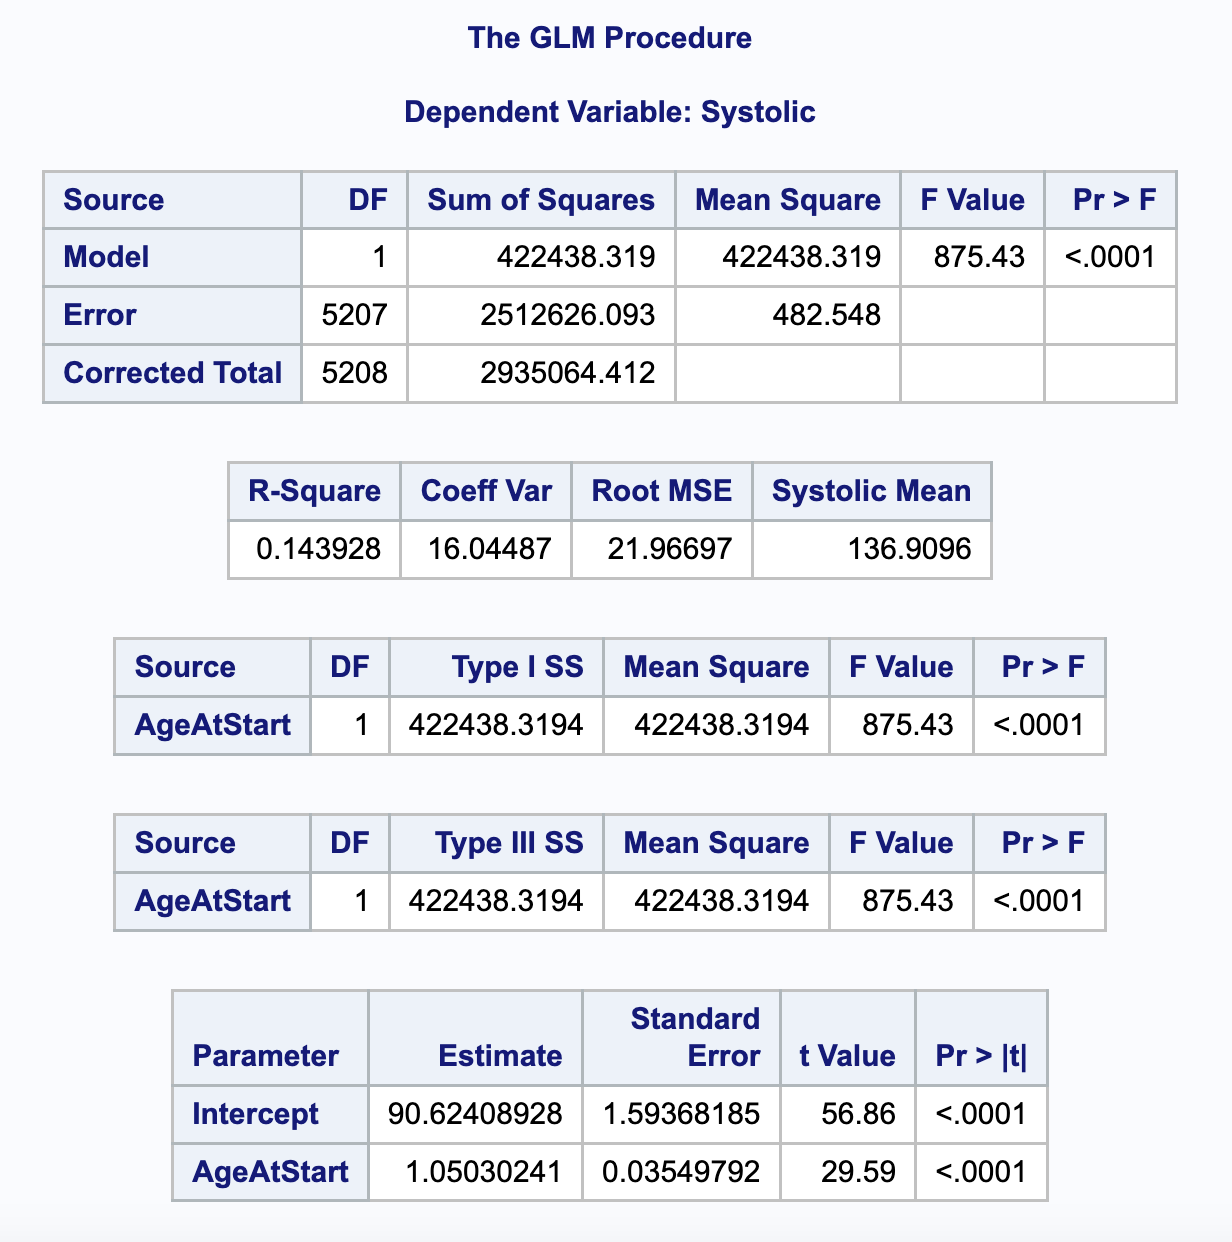 The GLM Procedure
Dependent Variable: Systolic
Source DF Sum of Squares Mean Square F Value Pr > F
Model 1 422438.319 422438.319 875.43 <.0001
Error 5207 2512626.093 482.548
Corrected Total 5208 2935064.412
R-Square Coeff Var Root MSE Systolic Mean
0.143928 16.04487 21.96697 136.9096
Source DF Type I SS Mean Square F Value Pr > F
AgeAtStart 1 422438.3194 422438.3194 875.43 <.0001
Source DF Type III SS Mean Square F Value Pr > F
AgeAtStart 1 422438.3194 422438.3194 875.43 <.0001
Parameter Estimate Standard Error t Value Pr > |t|
Intercept 90.62408928 1.59368185 56.86 <.0001
AgeAtStart 1.05030241 0.03549792 29.59 <.0001